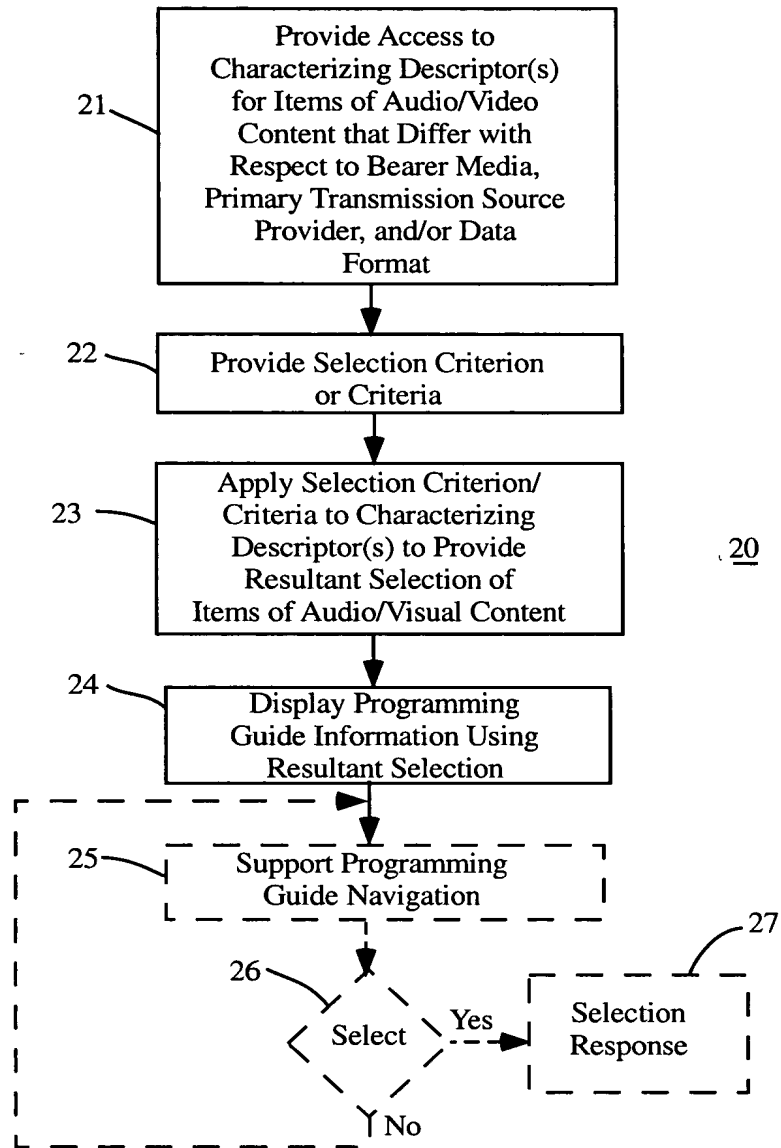 Provide Access to
Characterizing Descriptor(s)
for Items of Audio/Video
Content that Differ with
Respect to Bearer Media,
Primary Transmission Source
Provider, and/or Data
Format
21
22
Provide Selection Criterion
or Criteria
23
Apply Selection Criterion/
Criteria to Characterizing
Descriptor(s) to Provide
Resultant Selection of
Items of Audio/Visual Content
20
24
Display Programming
Guide Information Using
Resultant Selection
25
Support Programming
Guide Navigation
26
Select
Yes
No
27
Selection
Response